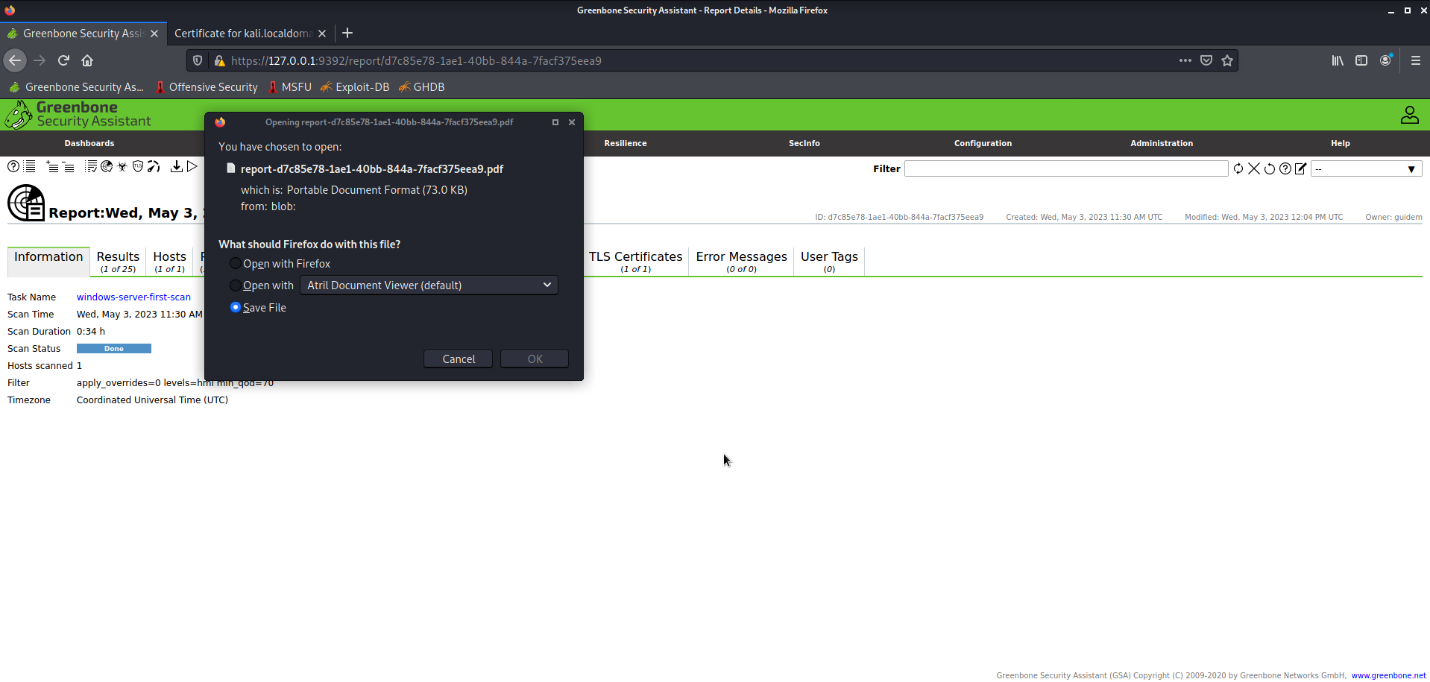 Greenbone Security Assistant - Report Details - Mozilla Firefox
Greenbone Security Assis
Certificate for kali.localdoma
https://127.0.0.1:9392/report/d7c85e78-1ae1-40bb-844a-7facf375eea9
Greenbone Security As... Offensive Security MSFU Exploit-DB GHDB
Greenbone
Security Assistant
Opening report-d7c85e78-1ae1-40bb-844a-7facf375eea9.pdf
Dashboards Resilience SecInfo Configuration Administration Help
You have chosen to open:
report-d7c85e78-1ae1-40bb-844a-7facf375eea9.pdf
which is: Portable Document Format (73.0 KB)
from: blob:
What should Firefox do with this file?
Open with Firefox
Open with Atril Document Viewer (default)
Save File
Cancel OK
Filter --
Report:Wed, May 3,
ID: d7c85e78-1ae1-40bb-844a-7facf375eea9 Created: Wed, May 3, 2023 11:30 AM UTC Modified: Wed, May 3, 2023 12:04 PM UTC Owner: guidem
Information Results Hosts TLS Certificates Error Messages User Tags
(1 of 25) (1 of 1) (1 of 1) (0 of 0) (0)
Task Name windows-server-first-scan
Scan Time Wed, May 3, 2023 11:30 AM
Scan Duration 0:34 h
Scan Status Done
Hosts scanned 1
Filter apply_overrides=0 levels=hml min_qod=70
Timezone Coordinated Universal Time (UTC)
Greenbone Security Assistant (GSA) Copyright (C) 2009-2020 by Greenbone Networks GmbH, www.greenbone.net